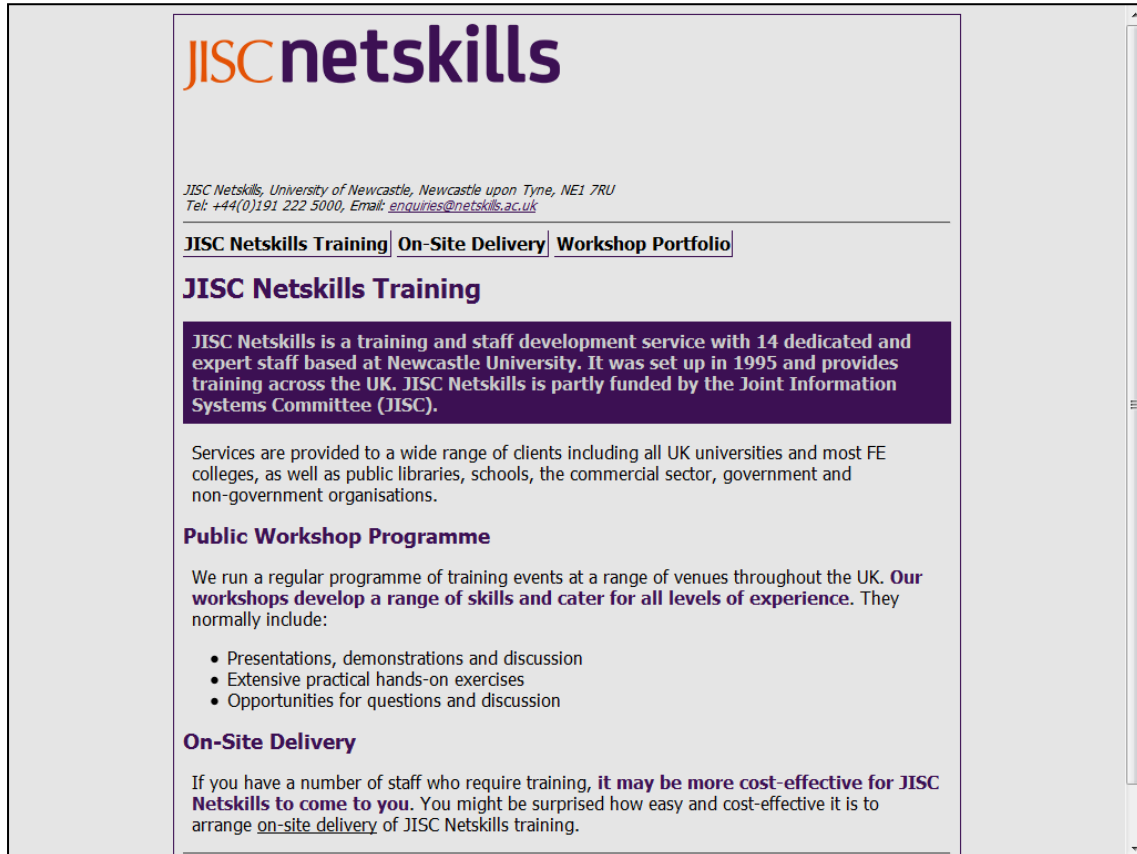 JISCnetskills
JISC Netskills, University of Newcastle, Newcastle upon Tyne, NE1 7RU
Tel: +44(0)191 222 5000, Email: enquiries@netskills.ac.uk
JISC Netskills Training On-Site Delivery Workshop Portfolio
JISC Netskills Training
JISC Netskills is a training and staff development service with 14 dedicated and
expert staff based at Newcastle University. It was set up in 1995 and provides
training across the UK. JISC Netskills is partly funded by the Joint Information
Systems Committee (JISC).
Services are provided to a wide range of clients including all UK universities and most FE
colleges, as well as public libraries, schools, the commercial sector, government and
non-government organisations.
Public Workshop Programme
We run a regular programme of training events at a range of venues throughout the UK. Our
workshops develop a range of skills and cater for all levels of experience. They
normally include:
• Presentations, demonstrations and discussion
• Extensive practical hands-on exercises
• Opportunities for questions and discussion
On-Site Delivery
If you have a number of staff who require training, it may be more cost-effective for JISC
Netskills to come to you. You might be surprised how easy and cost-effective it is to
arrange on-site delivery of JISC Netskills training.